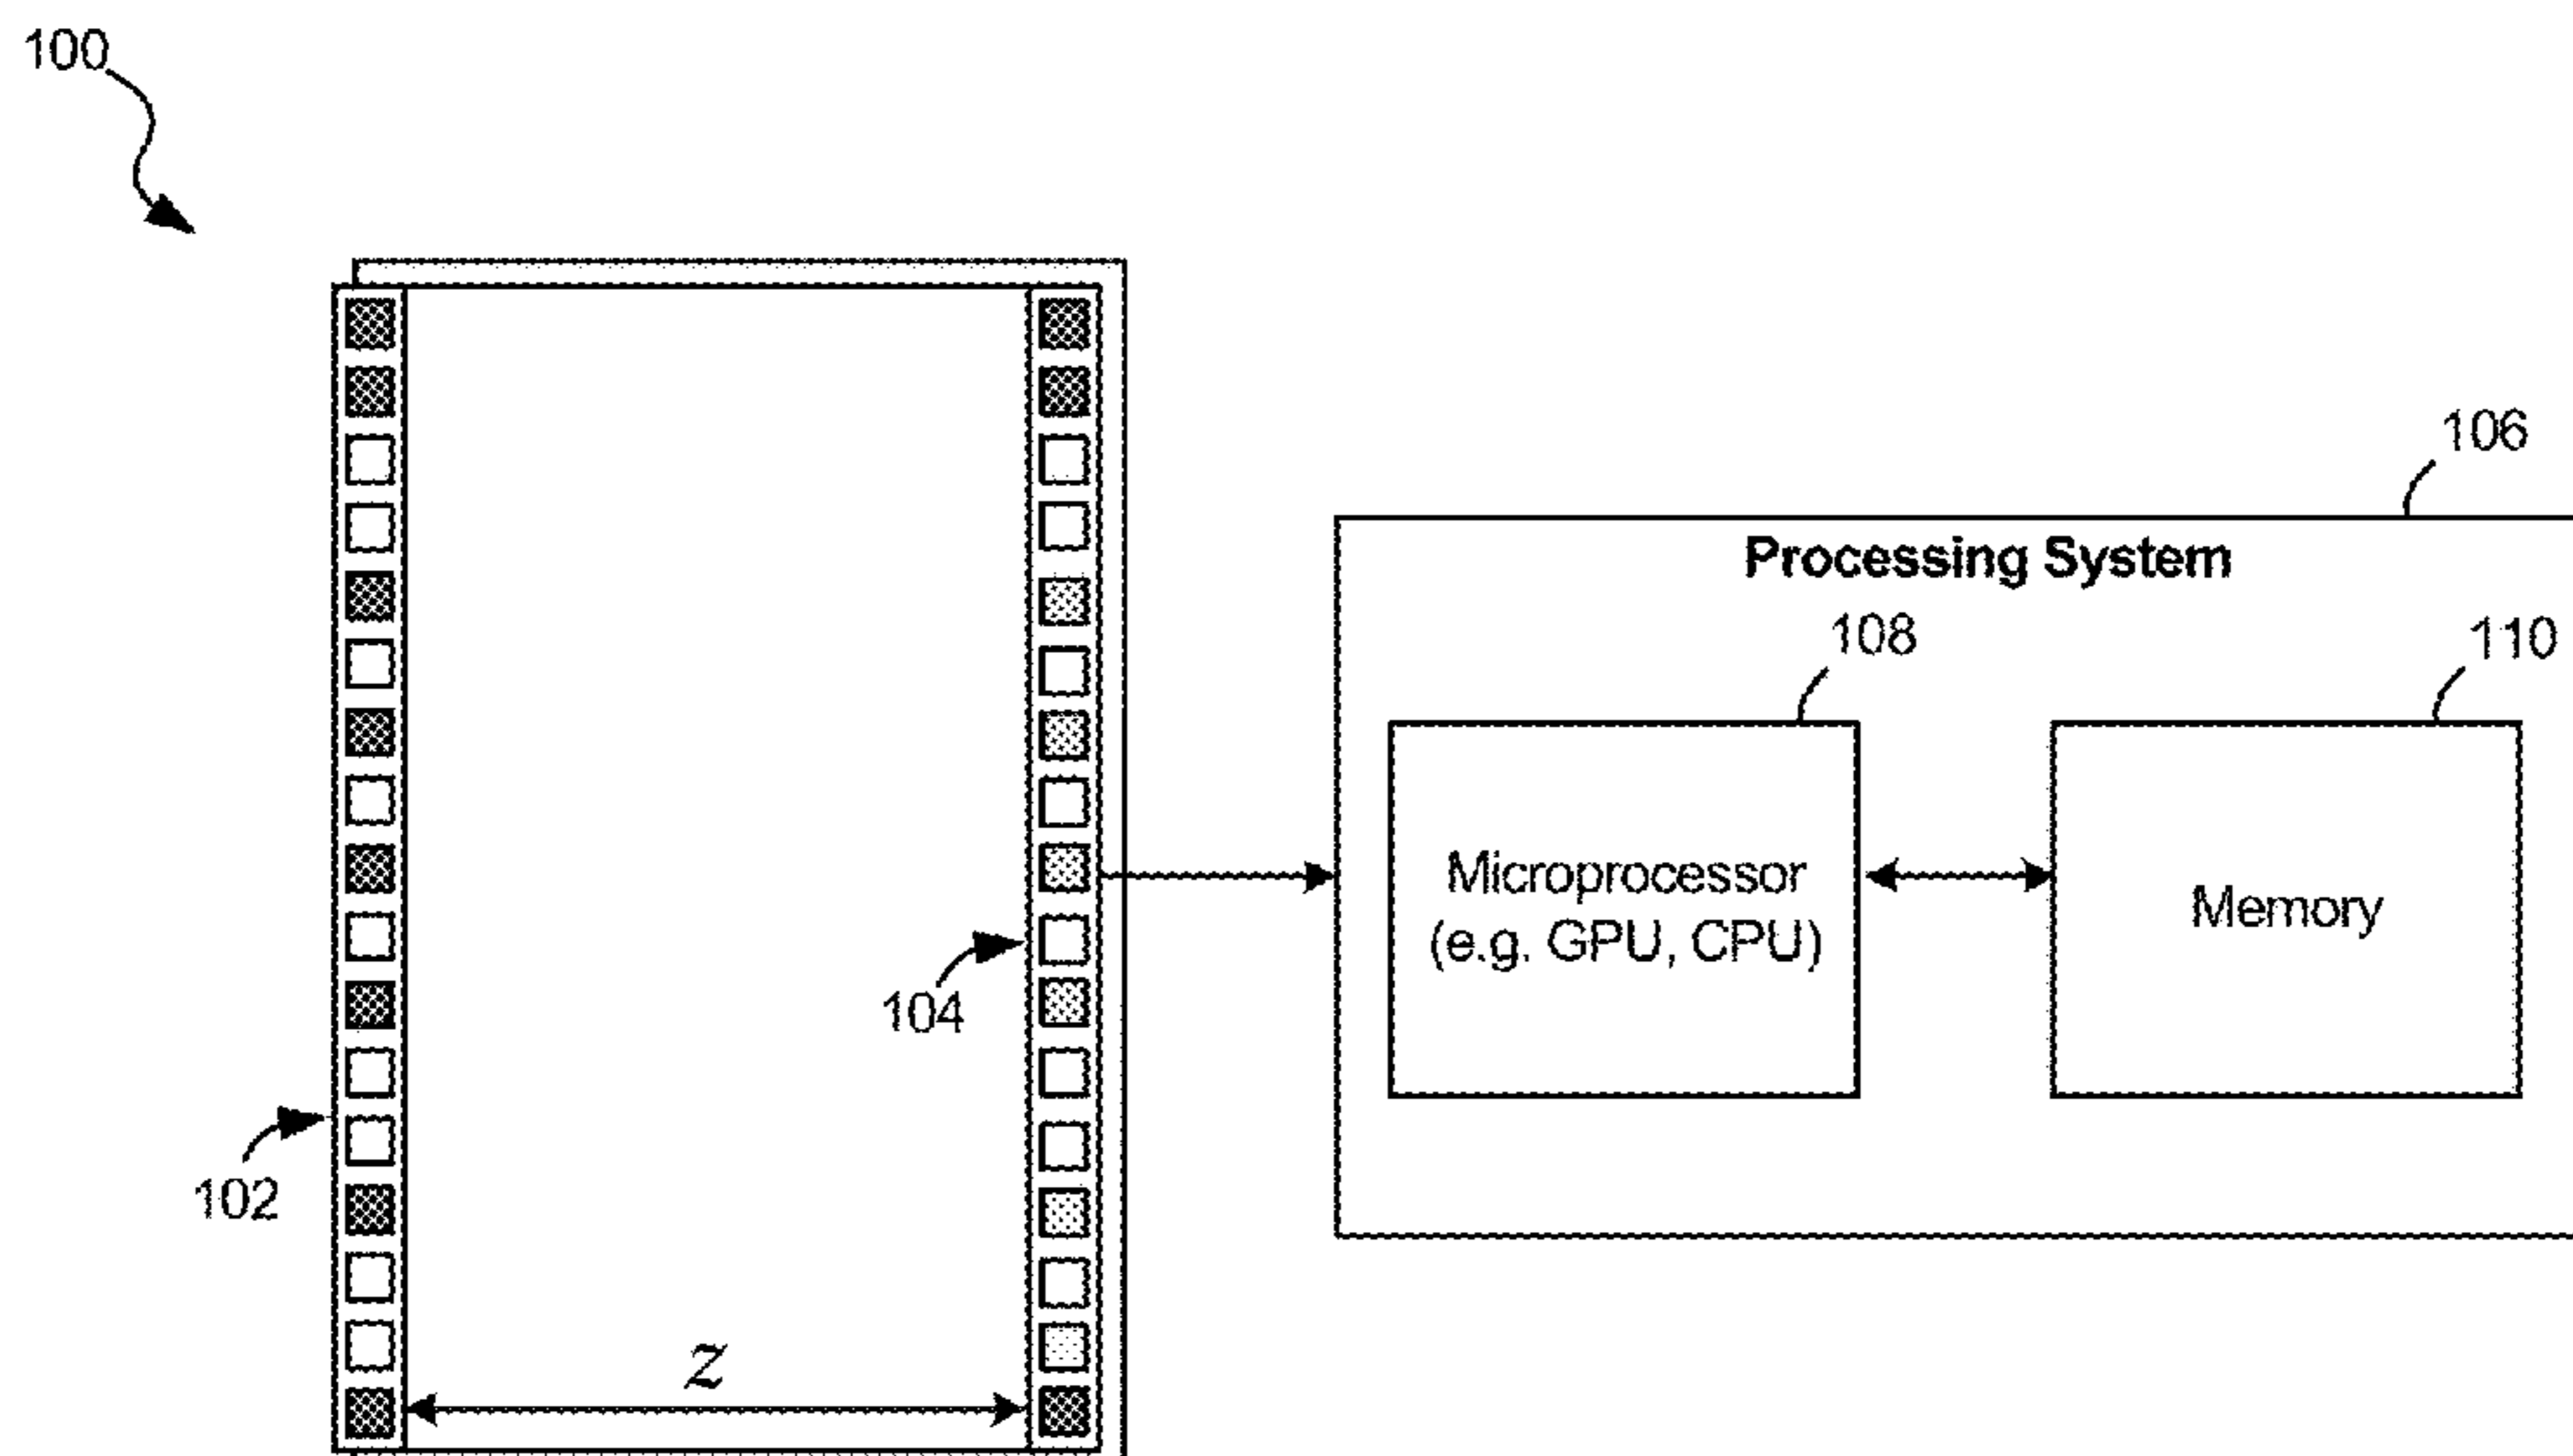 100
106
Processing System
108
110
Microprocessor
(e.g. GPU, CPU)
Memory
104
102
z